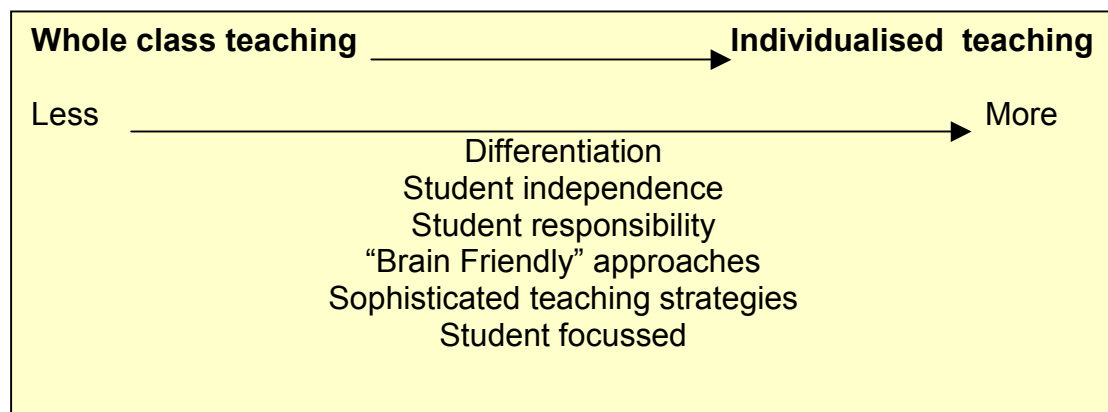 Whole class teaching Individualised teaching
Less More
Differentiation
Student independence
Student responsibility
“Brain Friendly” approaches
Sophisticated teaching strategies
Student focussed